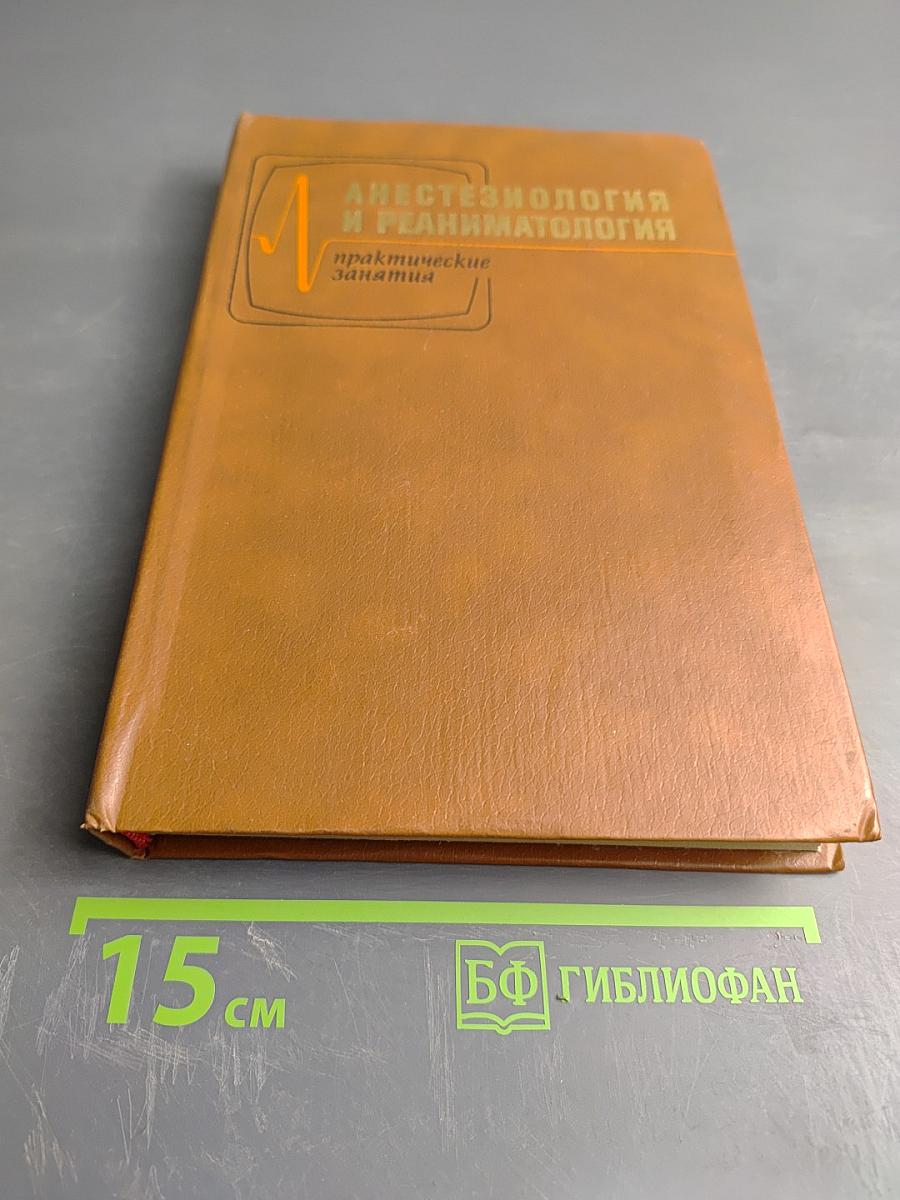 АНЕСТЕЗИОЛОГИЯ
И РЕАНИМАТОЛОГИЯ
практические
занятия
15 см
БФ ГИБЛИОФАН